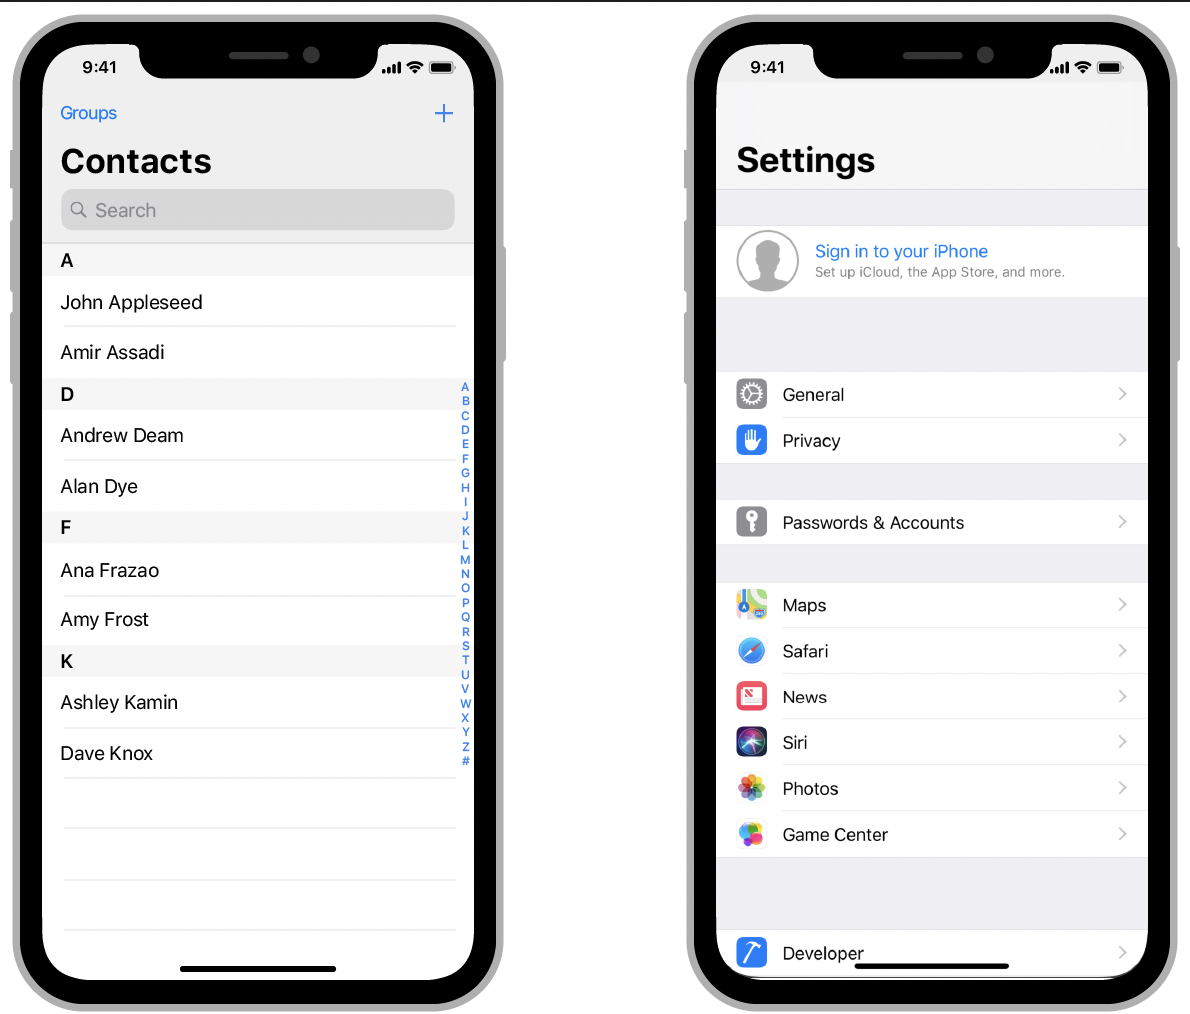 9:41
Groups
Contacts
Search
A
John Appleseed
Amir Assadi
D
Andrew Deam
Alan Dye
F
Ana Frazao
Amy Frost
K
Ashley Kamin
Dave Knox
A
B
C
D
E
F
G
H
I
J
K
L
M
N
O
P
Q
R
S
T
U
V
W
X
Y
Z
#
9:41
Settings
Sign in to your iPhone
Set up iCloud, the App Store, and more.
General
Privacy
Passwords & Accounts
Maps
Safari
News
Siri
Photos
Game Center
Developer